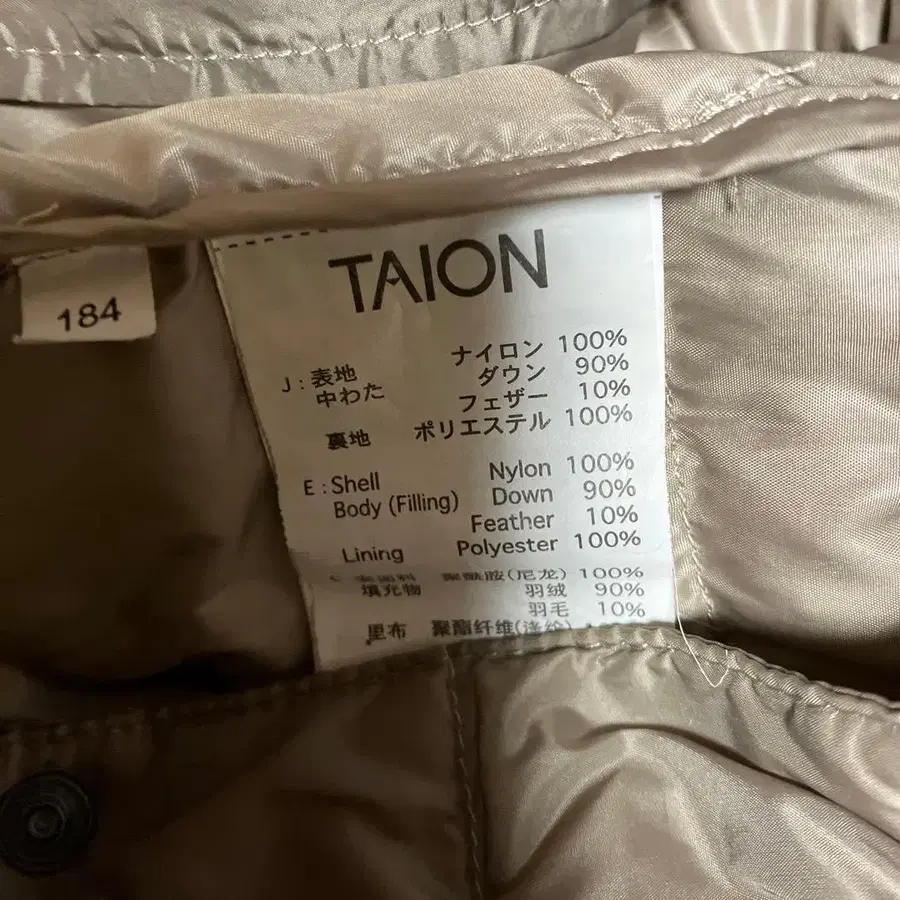 TAION
184
J : 表地 ナイロン 100%
中わた ダウン 90%
フェザー 10%
裏地 ポリエステル 100%
E : Shell Nylon 100%
Body (Filling) Down 90%
Feather 10%
Lining Polyester 100%
聚酰胺(尼龙) 100%
填充物 羽绒 90%
羽毛 10%
里布 聚酯纤维(涤纶)